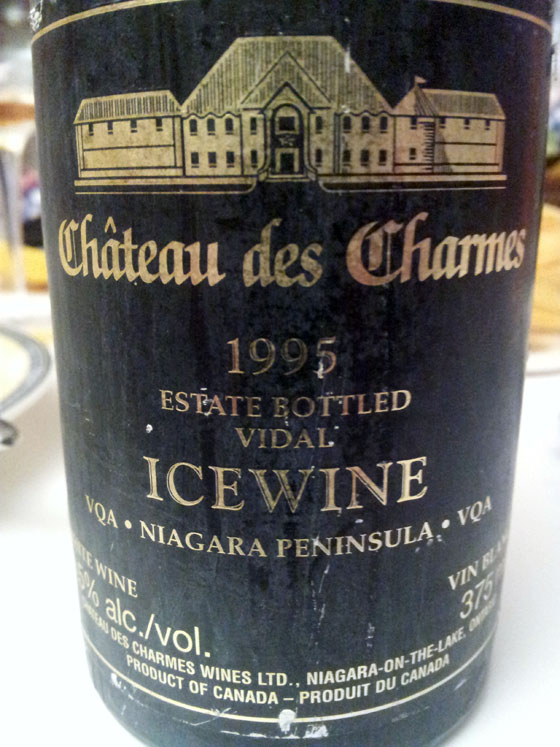 Château des Charmes
1995
ESTATE BOTTLED
VIDAL
ICEWINE
VQA • NIAGARA PENINSULA • VQA
WINE
VIN
% alc./vol.
375
DES CHARMES WINES LTD., NIAGARA-ON-THE-LAKE,
PRODUCT OF CANADA – PRODUIT DU CANADA